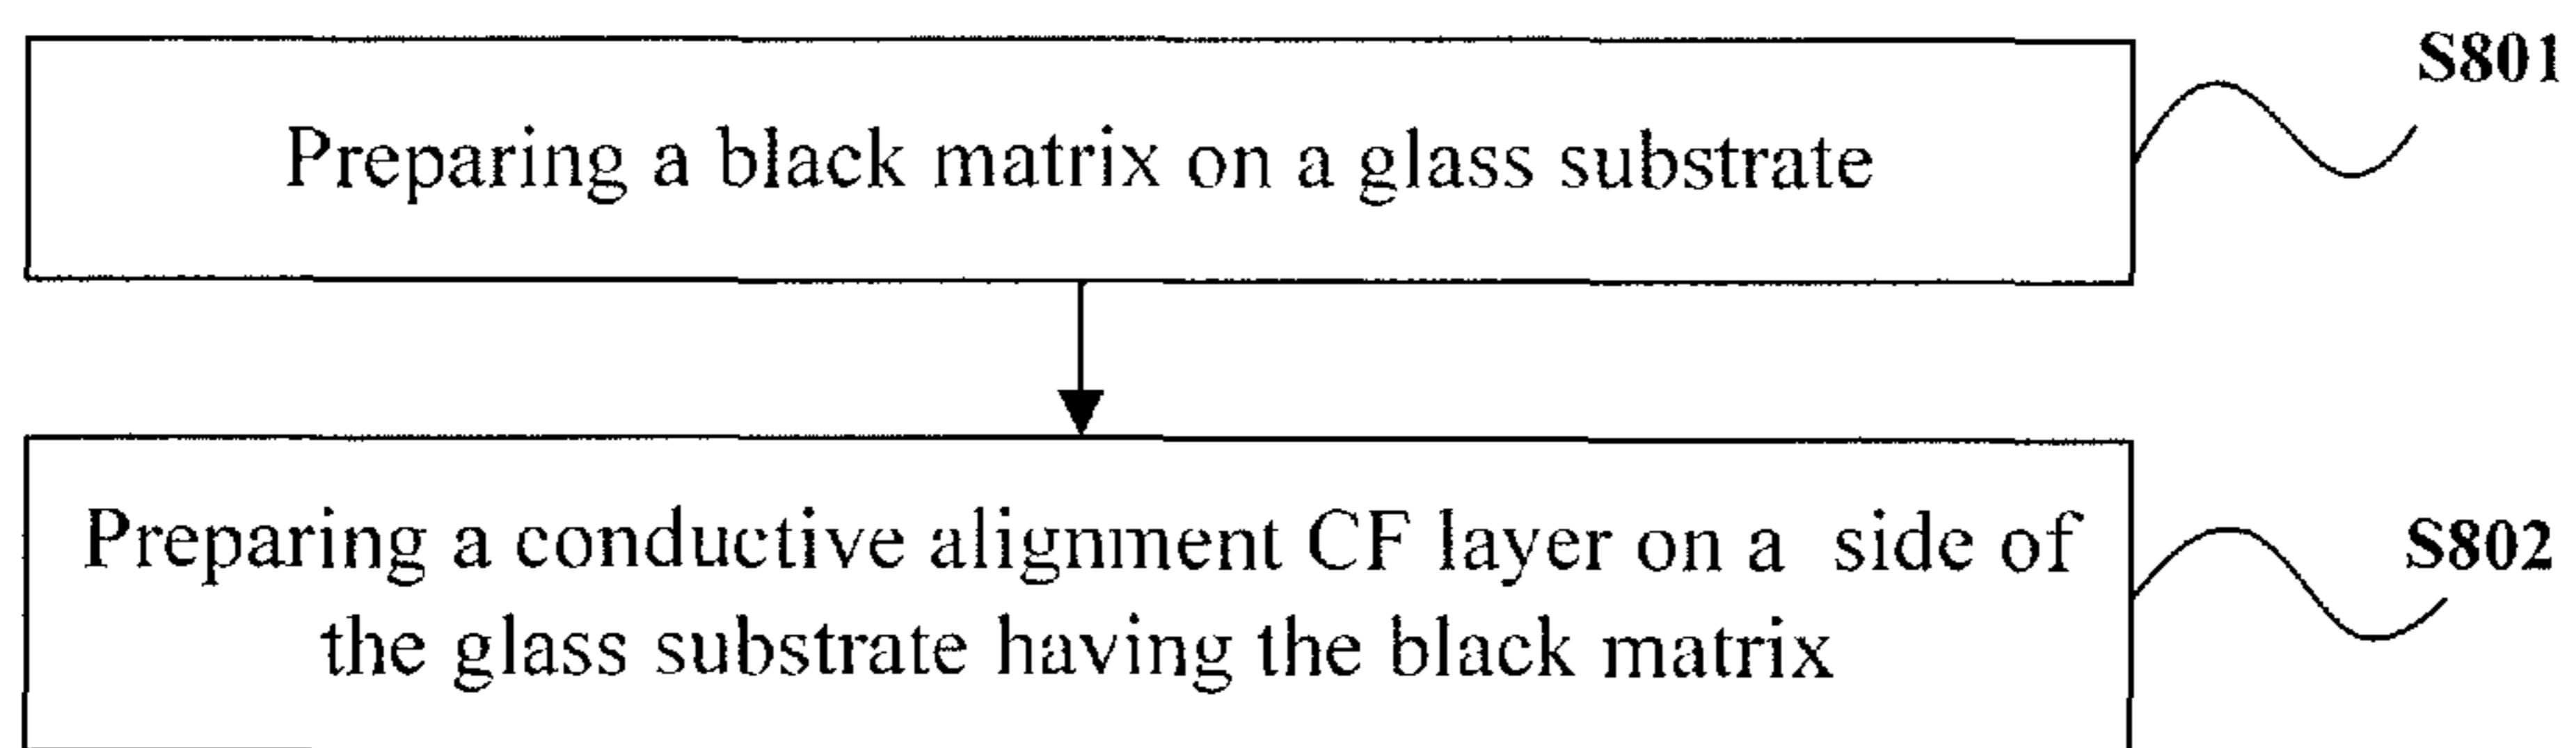 S801
Preparing a black matrix on a glass substrate
Preparing a conductive alignment CF layer on a side of
S802
the glass substrate having the black matrix